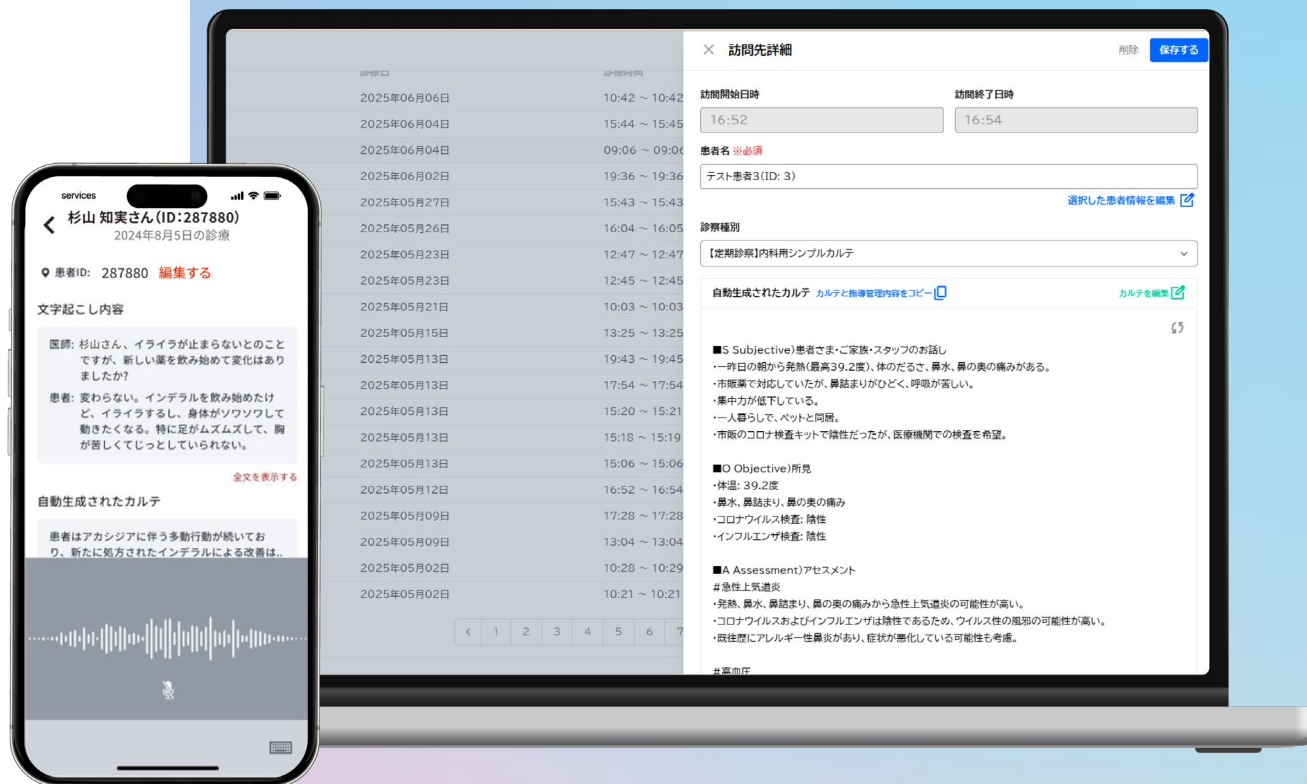 services
杉山 知実さん(ID:287880)
2024年8月5日の診療
患者ID: 287880 編集する
文字起こし内容
医師: 杉山さん、イライラが止まらないとのこと
ですが、新しい薬を飲み始めて変化はあり
ましたか?
患者: 変わらない。インデラルを飲み始めたけ
ど、イライラするし、身体がソワソワして
動きたくなる。特に足がムズムズして、胸
が苦しくてじっとしていられない。
全文を表示する
自動生成されたカルテ
患者はアカシジアに伴う多動行動が続いてお
り、新たに処方されたインデラルによる改善は..
診療日 診療時間
2025年06月06日 10:42 ~ 10:42
2025年06月04日 15:44 ~ 15:45
2025年06月04日 09:06 ~ 09:06
2025年06月02日 19:36 ~ 19:36
2025年05月27日 15:43 ~ 15:43
2025年05月26日 16:04 ~ 16:05
2025年05月23日 12:47 ~ 12:47
2025年05月23日 12:45 ~ 12:45
2025年05月21日 10:03 ~ 10:03
2025年05月15日 13:25 ~ 13:25
2025年05月13日 19:43 ~ 19:45
2025年05月13日 17:54 ~ 17:54
2025年05月13日 15:20 ~ 15:21
2025年05月13日 15:18 ~ 15:19
2025年05月13日 15:06 ~ 15:06
2025年05月12日 16:52 ~ 16:54
2025年05月09日 17:28 ~ 17:28
2025年05月09日 13:04 ~ 13:04
2025年05月02日 10:28 ~ 10:29
2025年05月02日 10:21 ~ 10:21
< 1 2 3 4 5 6 7
× 訪問先詳細 削除 保存する
訪問開始日時 訪問終了日時
16:52 16:54
患者名 ※必須
テスト患者3(ID: 3)
選択した患者情報を編集
診察種別
【定期診察】内科用シンプルカルテ
自動生成されたカルテ カルテと指導管理内容をコピー カルテを編集
■S Subjective)患者さま・ご家族・スタッフのお話し
・一昨日の朝から発熱(最高39.2度)、体のだるさ、鼻水、鼻の奥の痛みがある。
・市販薬で対応していたが、鼻詰まりがひどく、呼吸が苦しい。
・集中力が低下している。
・一人暮らしで、ペットと同居。
・市販のコロナ検査キットで陰性だったが、医療機関での検査を希望。
■O Objective)所見
・体温: 39.2度
・鼻水、鼻詰まり、鼻の奥の痛み
・コロナウイルス検査: 陰性
・インフルエンザ検査: 陰性
■A Assessment)アセスメント
#急性上気道炎
・発熱、鼻水、鼻詰まり、鼻の奥の痛みから急性上気道炎の可能性が高い。
・コロナウイルスおよびインフルエンザは陰性であるため、ウイルス性の風邪の可能性が高い。
・既往歴にアレルギー性鼻炎があり、症状が悪化している可能性も考慮。
#高血圧